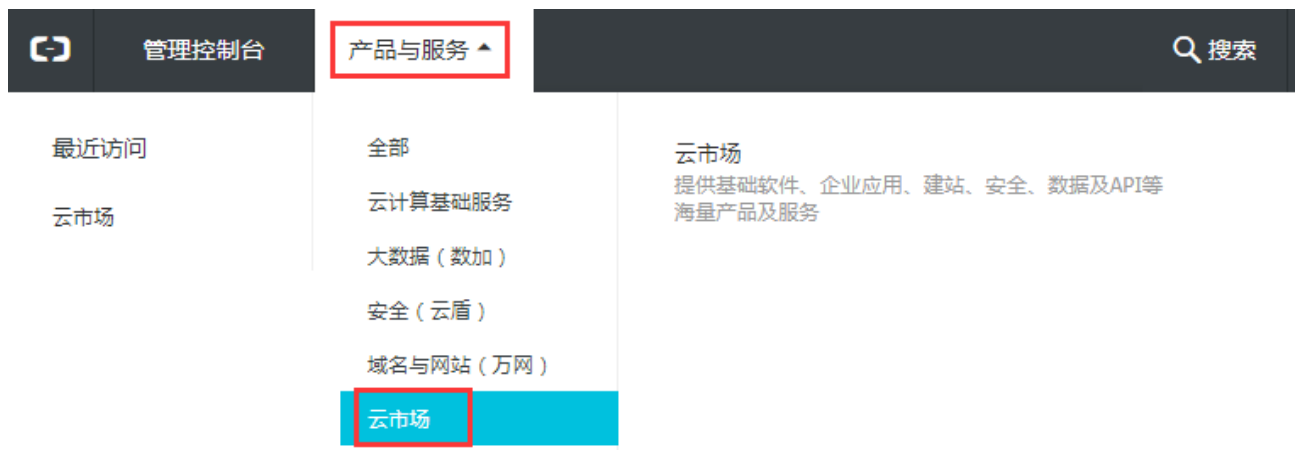 管理控制台
产品与服务
搜索
最近访问
云市场
全部
云计算基础服务
大数据（数加）
安全（云盾）
域名与网站（万网）
云市场
云市场
提供基础软件、企业应用、建站、安全、数据及API等
海量产品及服务